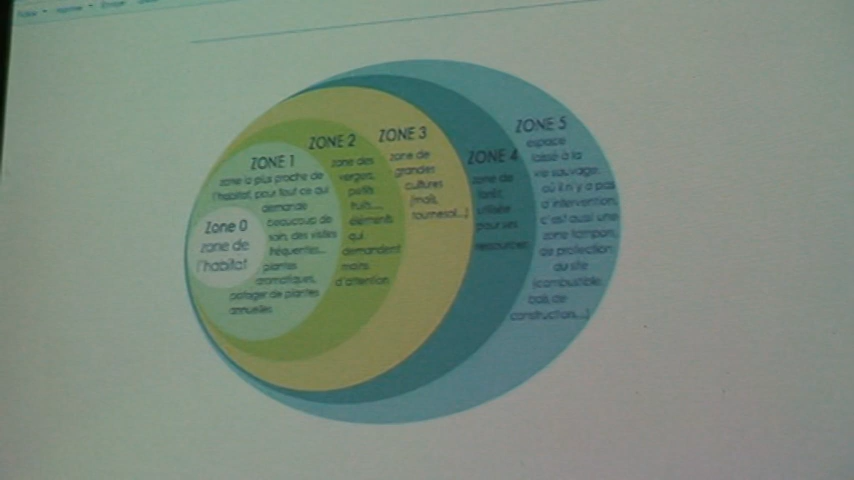 Zone 0
zone de
l'habitat
ZONE 1
zone la plus proche de
l'habitat, pour tout ce qui
demande
beaucoup de
soin, des visites
fréquentes...
plantes
aromatiques,
potager de plantes
annuelles
ZONE 2
zone des
vergers,
petits
fruits...,
éléments
qui
demandent
moins
d'attention
ZONE 3
zone de
grandes
cultures
(maïs,
tournesol...)
ZONE 4
zone de
forêt
utilisée
pour ses
ressources
ZONE 5
espace
laissé à la
vie sauvage,
où il n'y a pas
d'intervention,
c'est aussi une
zone tampon,
de protection
du site
(combustible,
bois de
construction...)